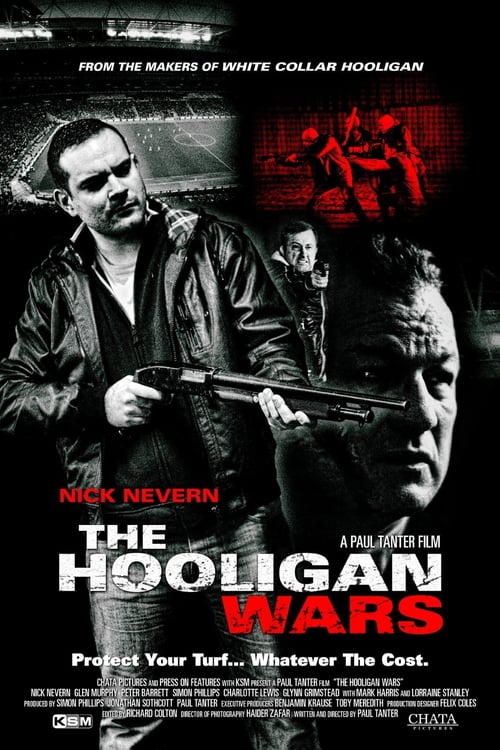 FROM THE MAKERS OF WHITE COLLAR HOOLIGAN
NICK NEVERN
A PAUL TANTER FILM
THE
HOOLIGAN
WARS
Protect Your Turf... Whatever The Cost.
CHATA PICTURES AND PRESS ON FEATURES WITH KSM PRESENT A PAUL TANTER FILM "THE HOOLIGAN WARS"
NICK NEVERN GLEN MURPHY PETER BARRETT SIMON PHILLIPS CHARLOTTE LEWIS GLYNN GRIMSTEAD WITH MARK HARRIS AND LORRAINE STANLEY
PRODUCED BY SIMON PHILLIPS JONATHAN SOTHCOTT PAUL TANTER EXECUTIVE PRODUCERS BENJAMIN KRAUSE TOBY MEREDITH PRODUCTION DESIGNER FELIX COLES
EDITED BY RICHARD COLTON DIRECTOR OF PHOTOGRAPHY HAIDER ZAFAR WRITTEN AND DIRECTED BY PAUL TANTER
KSM
CHATA
PICTURES